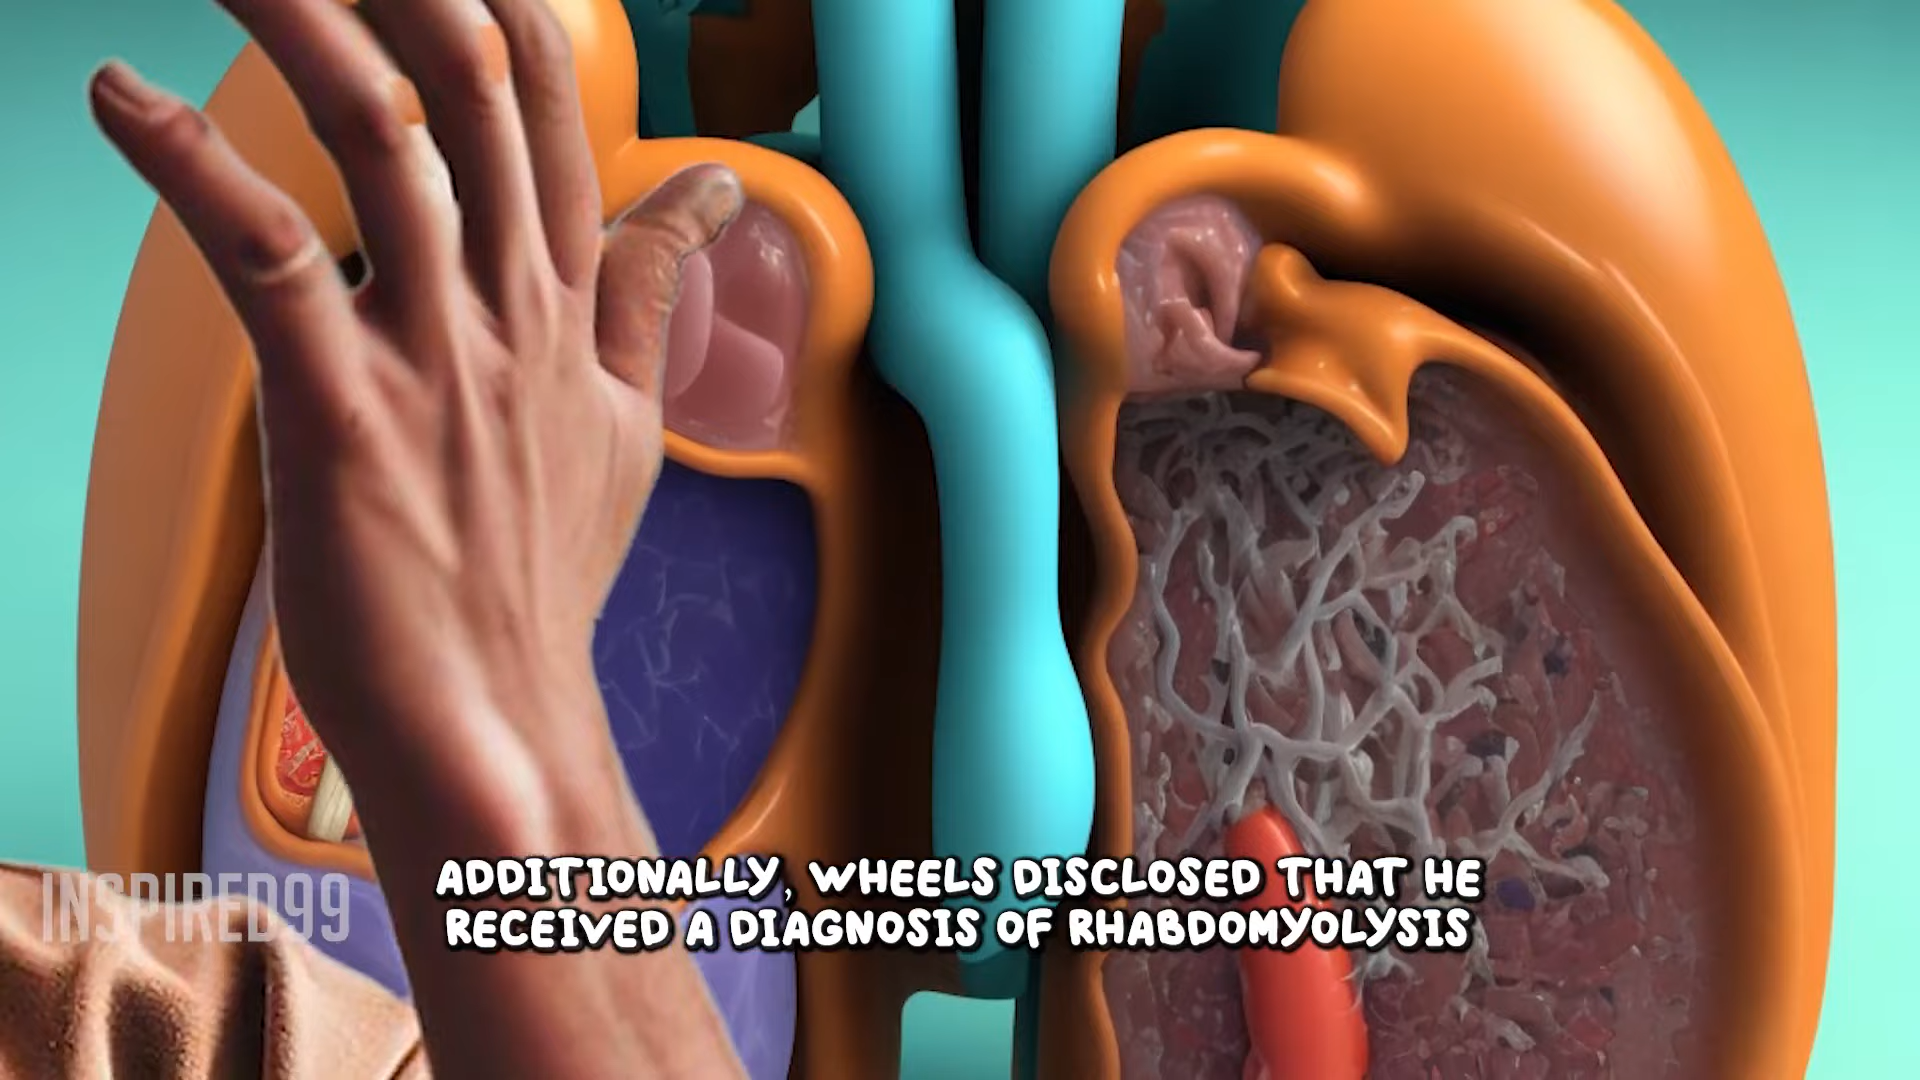 ADDITIONALLY, WHEELS DISCLOSED THAT HE
RECEIVED A DIAGNOSIS OF RHABDOMYOLYSIS
INSPIRED99